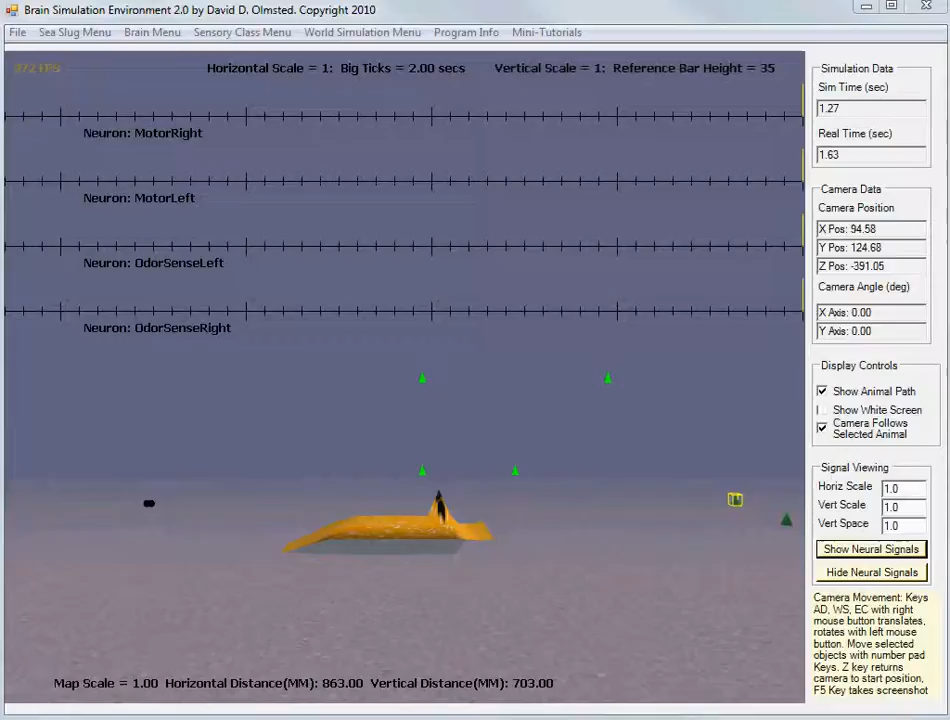 Brain Simulation Environment 2.0 by David D. Olmsted. Copyright 2010
File Sea Slug Menu Brain Menu Sensory Class Menu World Simulation Menu Program Info Mini-Tutorials
Horizontal Scale = 1: Big Ticks = 2.00 secs Vertical Scale = 1: Reference Bar Height = 35
Neuron: MotorRight
Neuron: MotorLeft
Neuron: OdorSenseLeft
Neuron: OdorSenseRight
Map Scale = 1.00 Horizontal Distance(MM): 863.00 Vertical Distance(MM): 703.00
Simulation Data
Sim Time (sec)
1.27
Real Time (sec)
1.63
Camera Data
Camera Position
X Pos: 94.58
Y Pos: 124.68
Z Pos: -391.05
Camera Angle (deg)
X Axis: 0.00
Y Axis: 0.00
Display Controls
Show Animal Path
Show White Screen
Camera Follows
Selected Animal
Signal Viewing
Horiz Scale 1.0
Vert Scale 1.0
Vert Space 1.0
Show Neural Signals
Hide Neural Signals
Camera Movement: Keys
AD, WS, EC with right
mouse button translates,
rotates with left mouse
button. Move selected
objects with number pad
Keys. Z key returns
camera to start position,
F5 Key takes screenshot